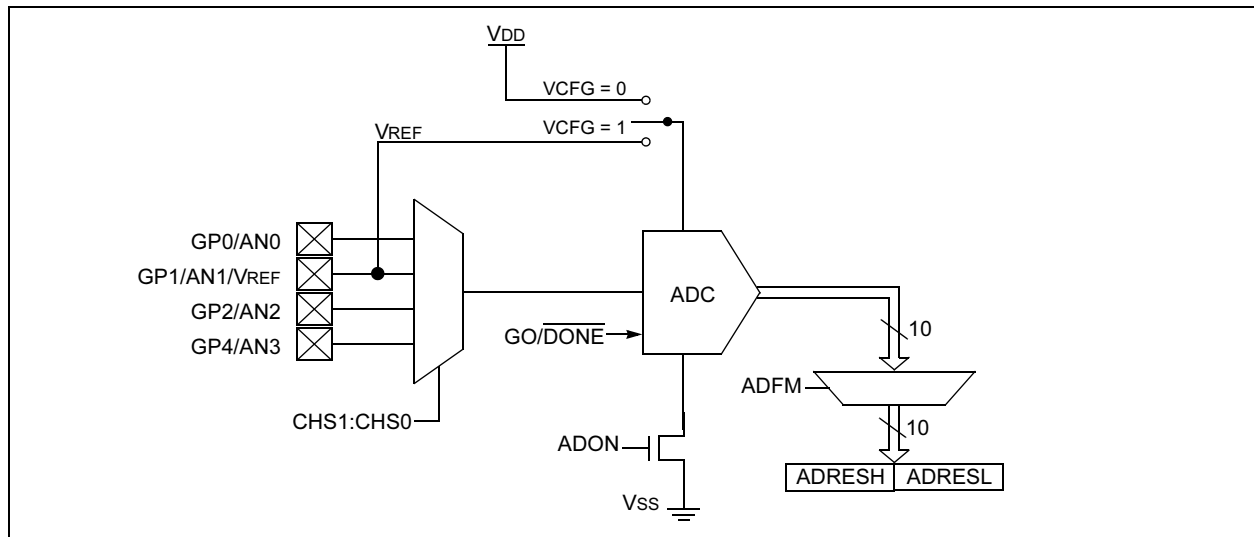 VDD
VCFG = 0
VCFG = 1
VREF
GP0/AN0
GP1/AN1/VREF
GP2/AN2
GP4/AN3
ADC
GO/DONE
10
ADFM
CHS1:CHS0
10
ADON
ADRESH ADRESL
VSS